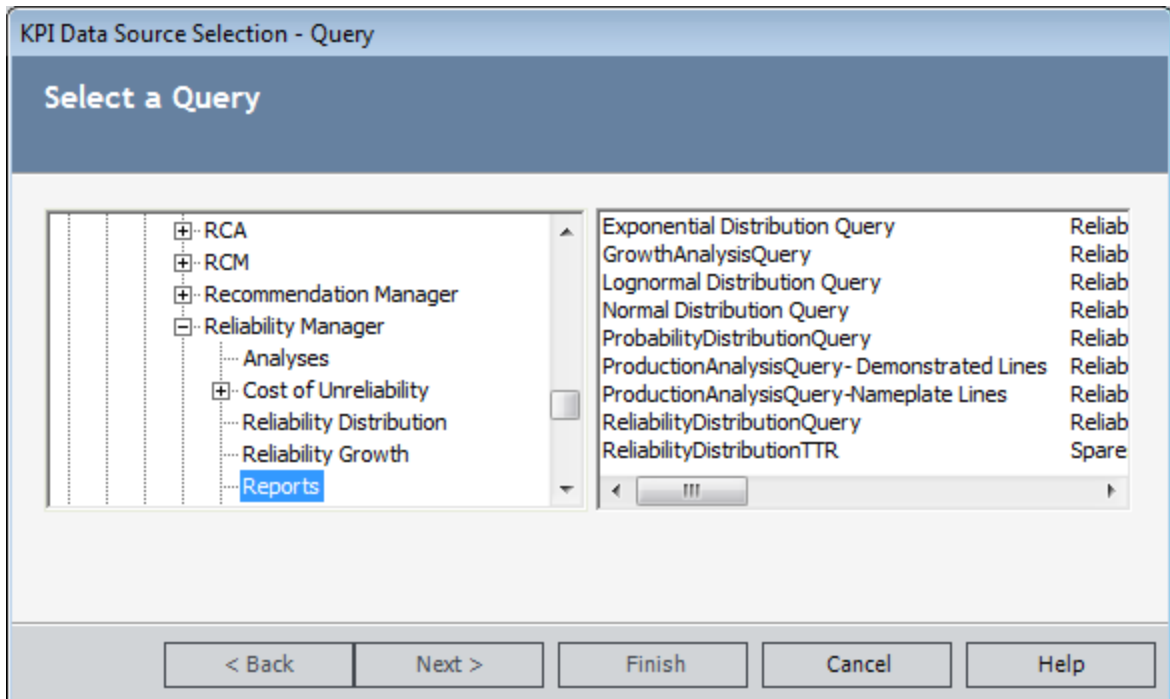 KPI Data Source Selection - Query
Select a Query
RCA
RCM
Recommendation Manager
Reliability Manager
Analyses
Cost of Unreliability
Reliability Distribution
Reliability Growth
Reports
Exponential Distribution Query Reliab
GrowthAnalysisQuery Reliab
Lognormal Distribution Query Reliab
Normal Distribution Query Reliab
ProbabilityDistributionQuery Reliab
ProductionAnalysisQuery- Demonstrated Lines Reliab
ProductionAnalysisQuery-Nameplate Lines Reliab
ReliabilityDistributionQuery Reliab
ReliabilityDistributionTTR Spare
< Back Next > Finish Cancel Help